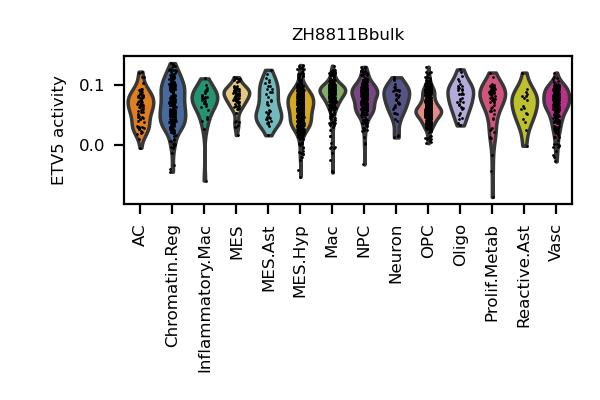 ZH8811Bbulk
ETV5 activity
0.1
0.0
AC
Chromatin.Reg
Inflammatory.Mac
MES
MES.Ast
MES.Hyp
Mac
NPC
Neuron
OPC
Oligo
Prolif.Metab
Reactive.Ast
Vasc